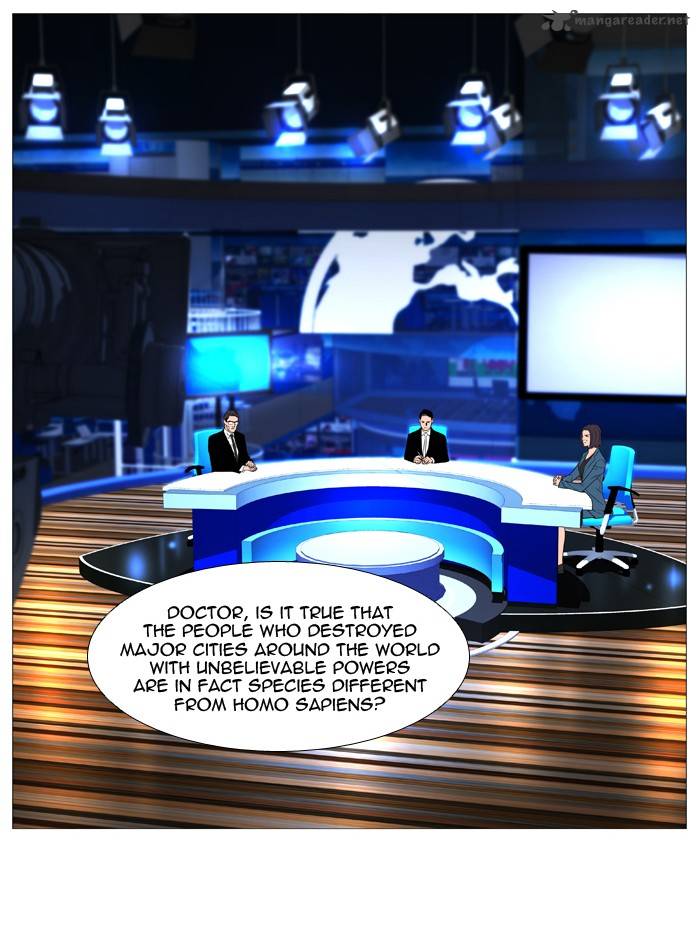 mangareader.net
DOCTOR, IS IT TRUE THAT
THE PEOPLE WHO DESTROYED
MAJOR CITIES AROUND THE WORLD
WITH UNBELIEVABLE POWERS
ARE IN FACT SPECIES DIFFERENT
FROM HOMO SAPIENS?